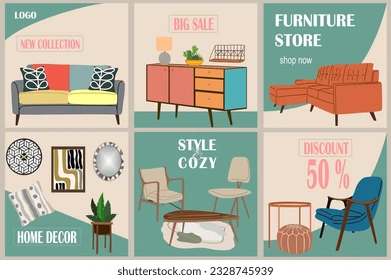 LOGO
NEW COLLECTION
BIG SALE
FURNITURE
STORE
shop now
HOME DECOR
STYLE
COZY
DISCOUNT
50 %
shutterstock.com · 2328745939